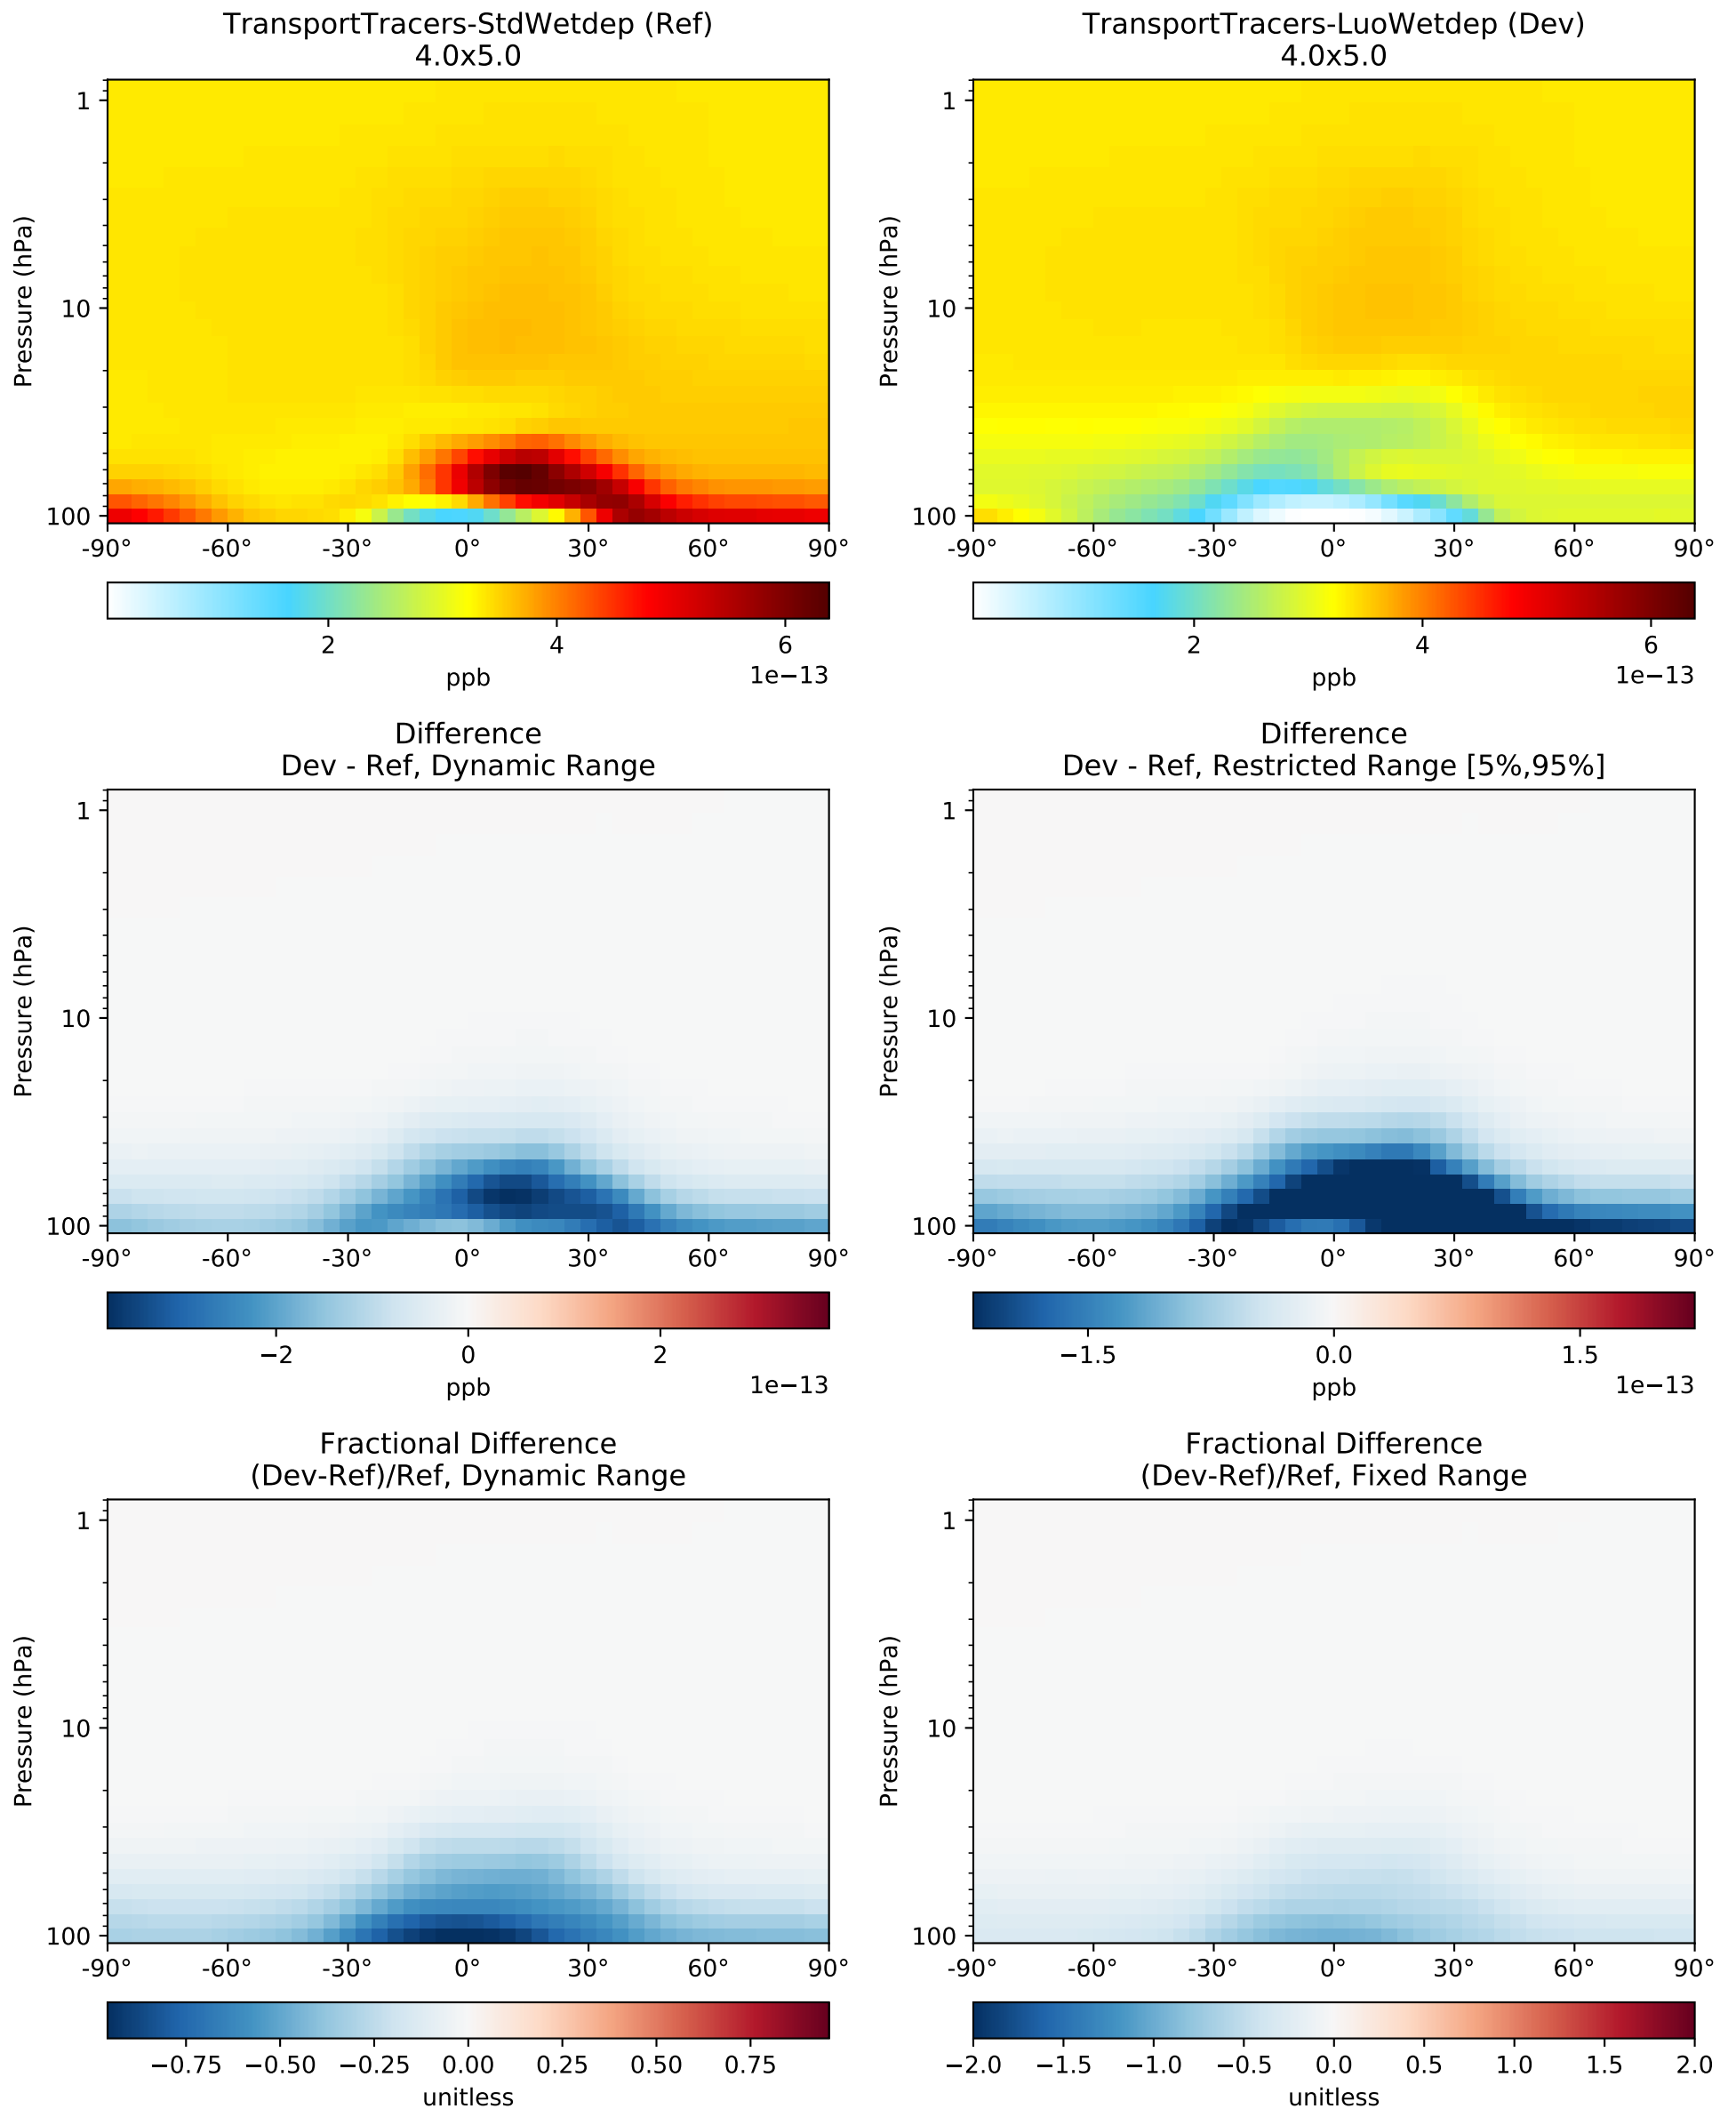 TransportTracers-StdWetdep (Ref)
4.0x5.0
TransportTracers-LuoWetdep (Dev)
4.0x5.0
Pressure (hPa)
1
10
100
-90° -60° -30° 0° 30° 60° 90°
2 4 6
1e−13
ppb
Pressure (hPa)
1
10
100
-90° -60° -30° 0° 30° 60° 90°
2 4 6
1e−13
ppb
Difference
Dev - Ref, Dynamic Range
Difference
Dev - Ref, Restricted Range [5%,95%]
Pressure (hPa)
1
10
100
-90° -60° -30° 0° 30° 60° 90°
−2 0 2
1e−13
ppb
Pressure (hPa)
1
10
100
-90° -60° -30° 0° 30° 60° 90°
−1.5 0.0 1.5
1e−13
ppb
Fractional Difference
(Dev-Ref)/Ref, Dynamic Range
Fractional Difference
(Dev-Ref)/Ref, Fixed Range
Pressure (hPa)
1
10
100
-90° -60° -30° 0° 30° 60° 90°
−0.75 −0.50 −0.25 0.00 0.25 0.50 0.75
unitless
Pressure (hPa)
1
10
100
-90° -60° -30° 0° 30° 60° 90°
−2.0 −1.5 −1.0 −0.5 0.0 0.5 1.0 1.5 2.0
unitless